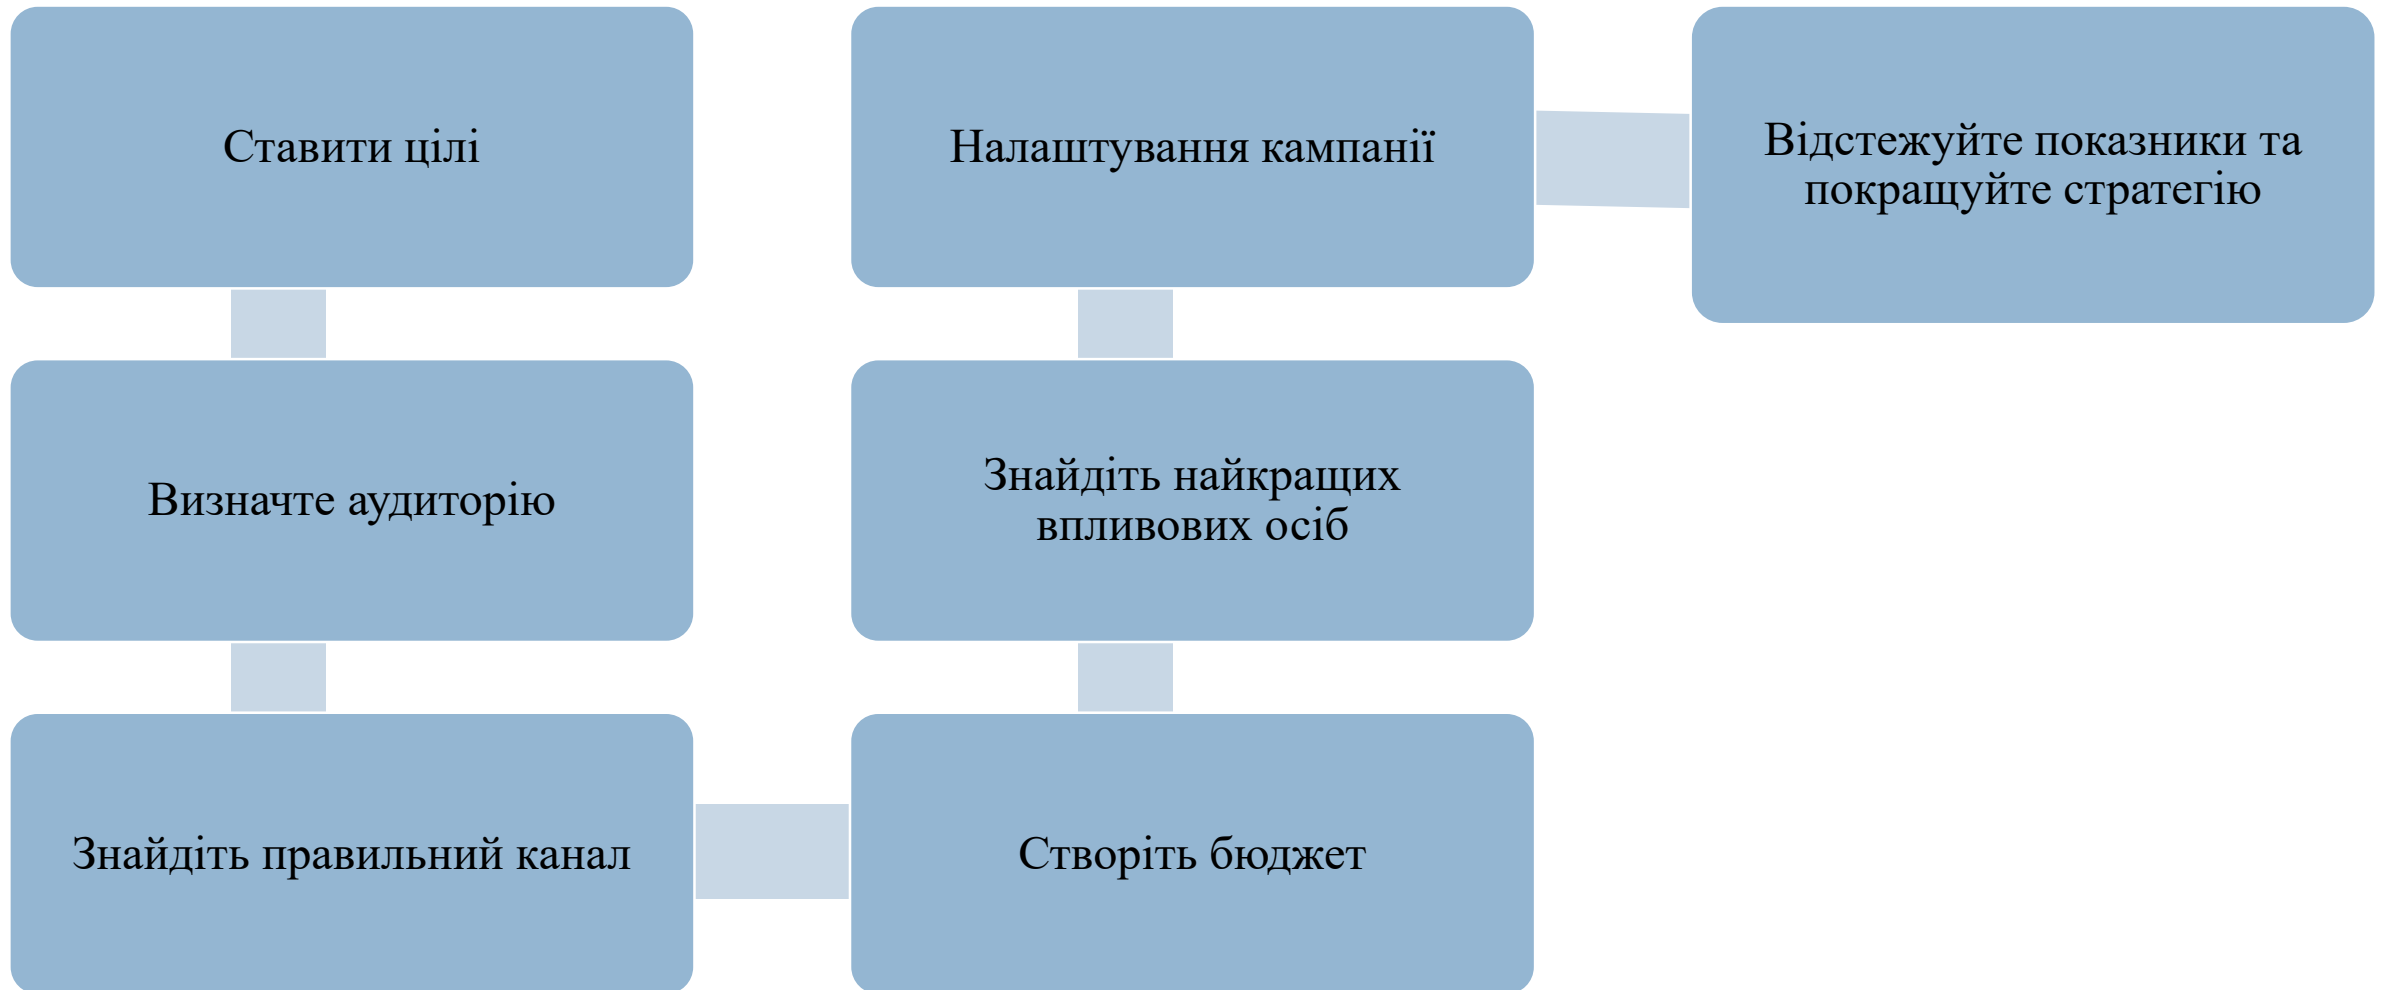 Ставити цілі
Визначте аудиторію
Знайдіть правильний канал
Створіть бюджет
Знайдіть найкращих
впливових осіб
Налаштування кампанії
Відстежуйте показники та
покращуйте стратегію